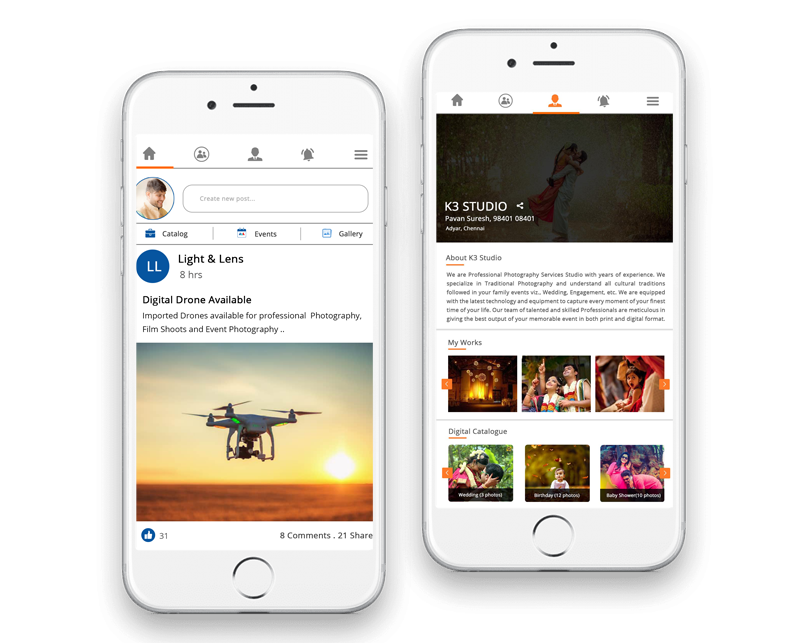 Create new post...
Catalog
Events
Gallery
LL
Light & Lens
8 hrs
Digital Drone Available
Imported Drones available for professional Photography,
Film Shoots and Event Photography ..
31
8 Comments . 21 Share
K3 STUDIO
Pavan Suresh, 98401 08401
Adyar, Chennai
About K3 Studio
We are Professional Photography Services Studio with years of experience. We
specialize in Traditional Photography and understand all cultural traditions
followed in your family events viz., Wedding, Engagement, etc. We are equipped
with the latest technology and equipment to capture every moment of your finest
time of your life. Our team of talented and skilled Professionals are meticulous in
giving the best output of your memorable event in both print and digital format.
My Works
Digital Catalogue
Wedding (3 photos)
Birthday (12 photos)
Baby Shower(10 photos)